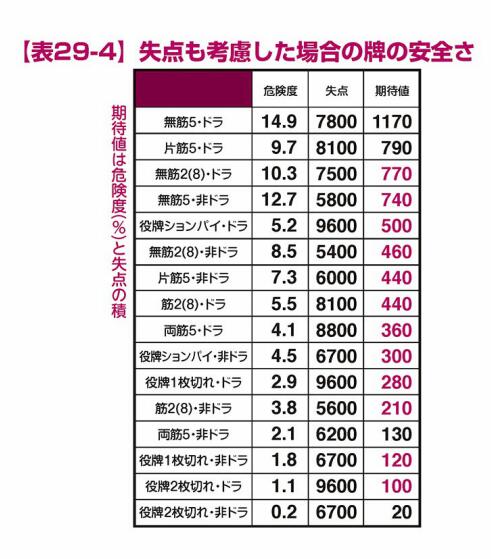 【表29-4】失点も考慮した場合の牌の安全さ
期待値は危険度(%)と失点の積
危険度 失点 期待値
無筋5・ドラ 14.9 7800 1170
片筋5・ドラ 9.7 8100 790
無筋2(8)・ドラ 10.3 7500 770
無筋5・非ドラ 12.7 5800 740
役牌ションパイ・ドラ 5.2 9600 500
無筋2(8)・非ドラ 8.5 5400 460
片筋5・非ドラ 7.3 6000 440
筋2(8)・ドラ 5.5 8100 440
両筋5・ドラ 4.1 8800 360
役牌ションパイ・非ドラ 4.5 6700 300
役牌1枚切れ・ドラ 2.9 9600 280
筋2(8)・非ドラ 3.8 5600 210
両筋5・非ドラ 2.1 6200 130
役牌1枚切れ・非ドラ 1.8 6700 120
役牌2枚切れ・ドラ 1.1 9600 100
役牌2枚切れ・非ドラ 0.2 6700 20